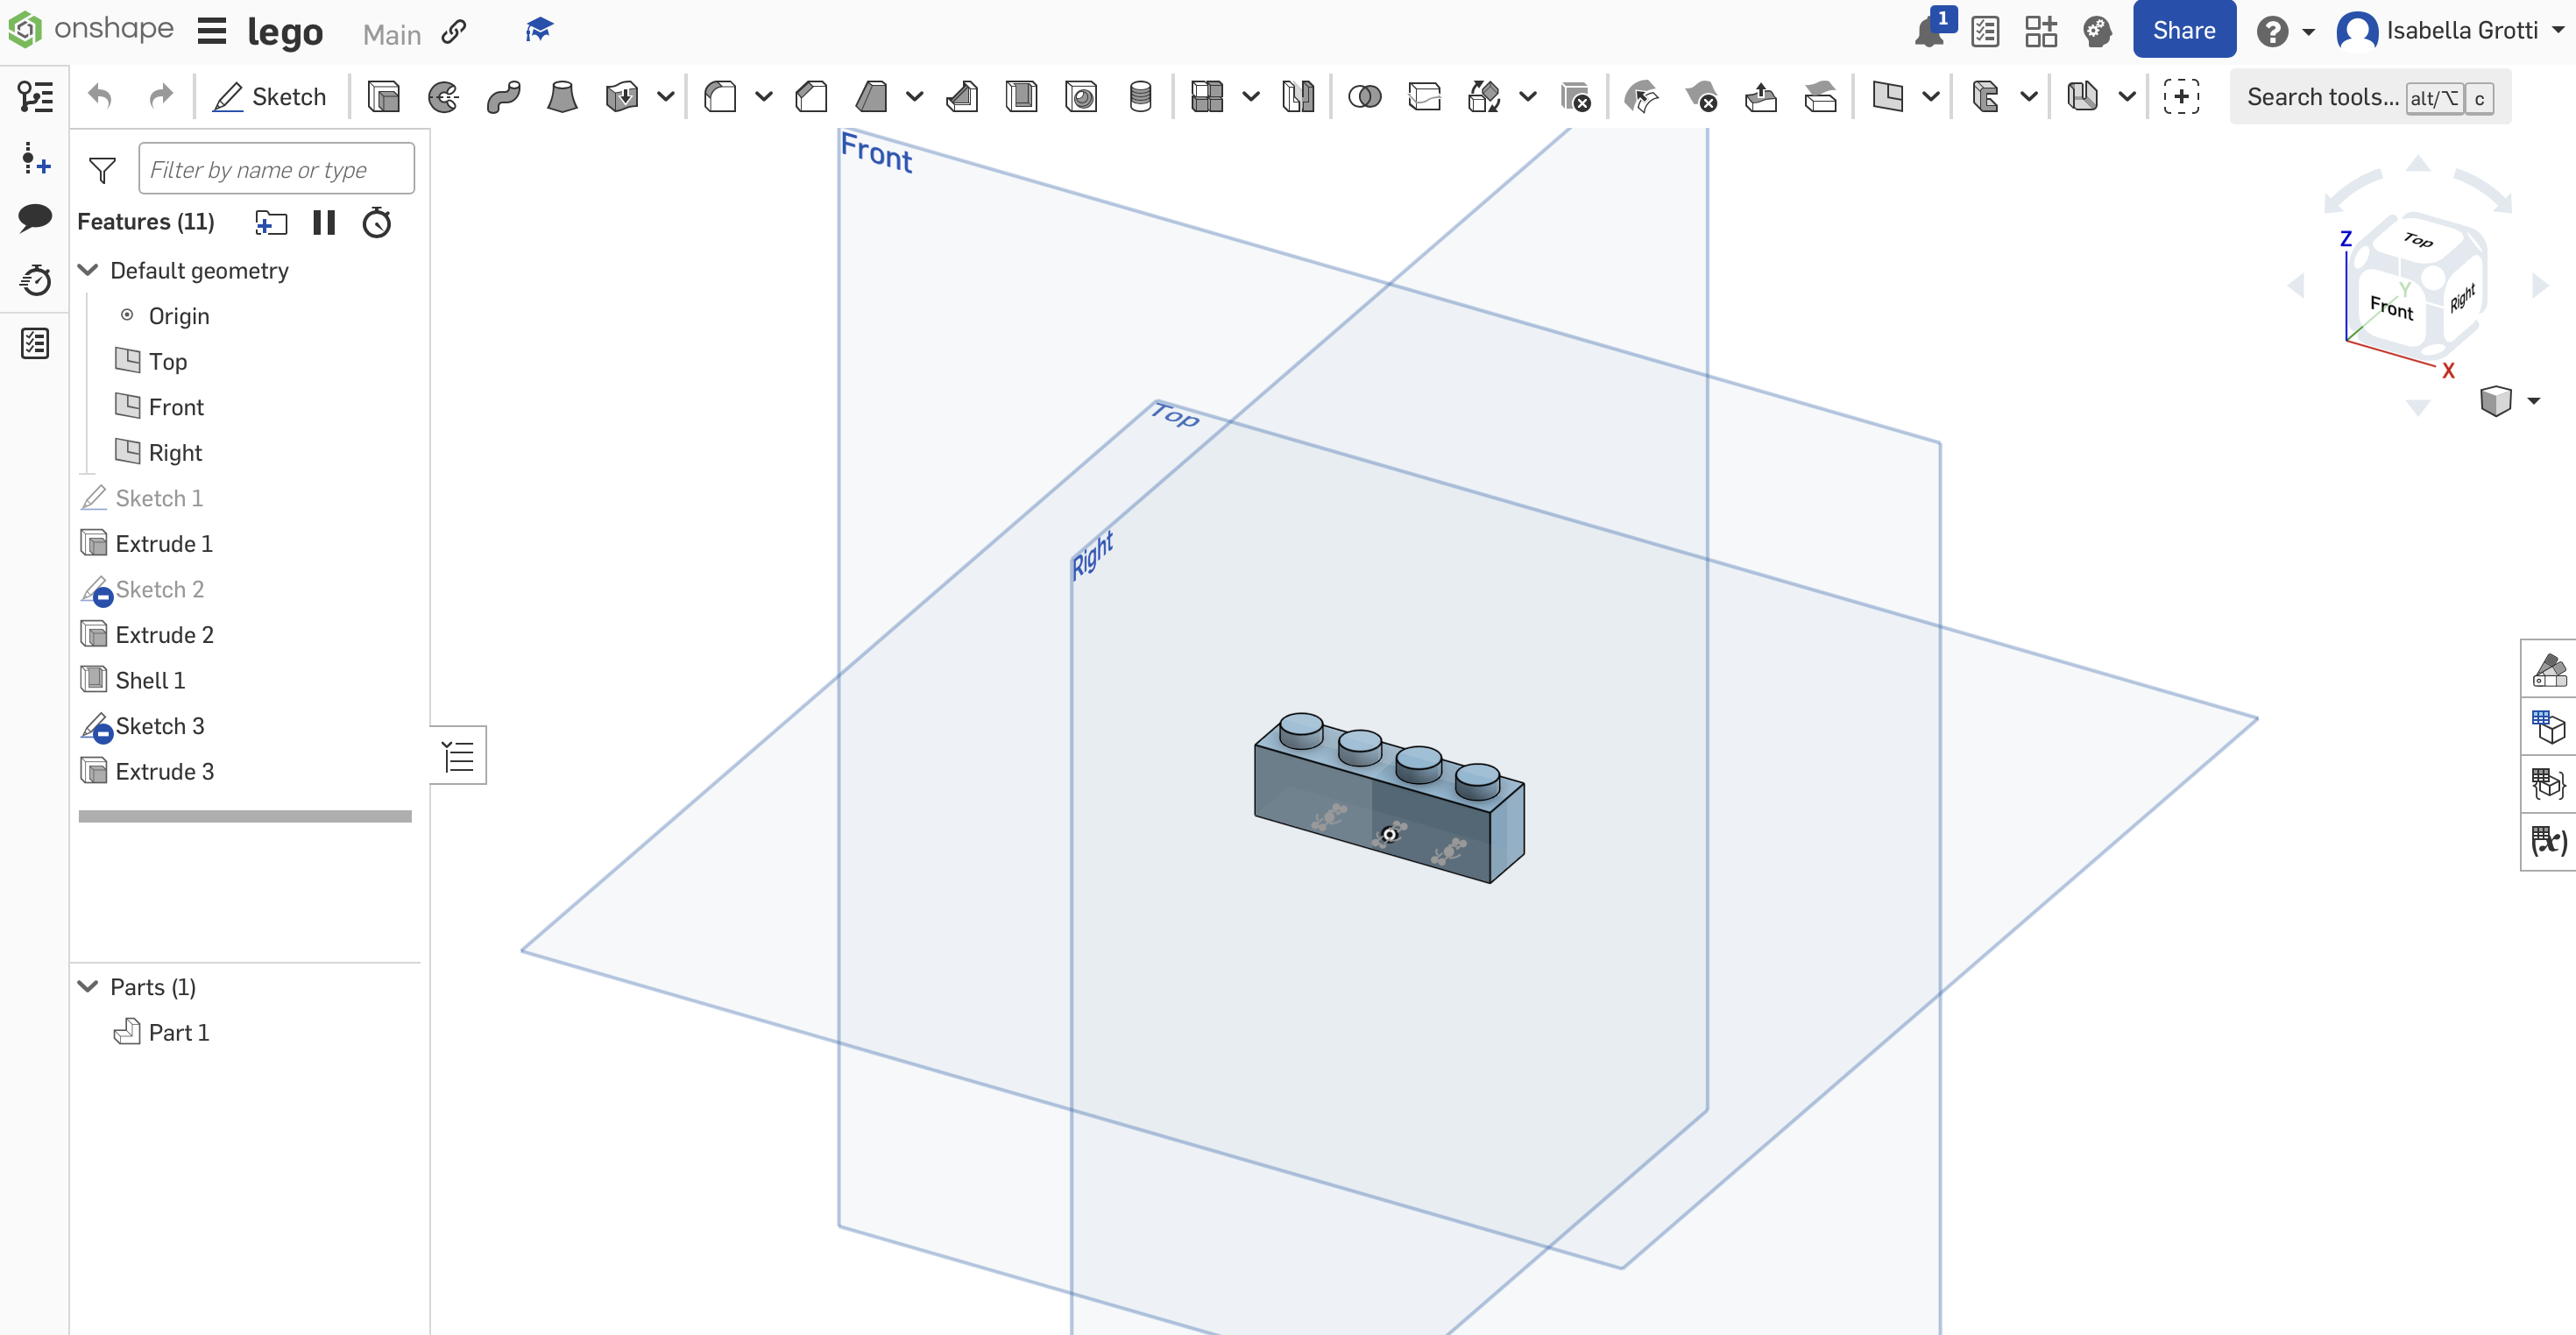 onshape lego Main 1 Share Isabella Grotti
Sketch Search tools... alt/⌥ c
Filter by name or type
Features (11)
Default geometry
Origin
Top
Front
Right
Sketch 1
Extrude 1
Sketch 2
Extrude 2
Shell 1
Sketch 3
Extrude 3
Parts (1)
Part 1
Front
Top
Right
Z
Top
Y
Front
Right
X
(x)